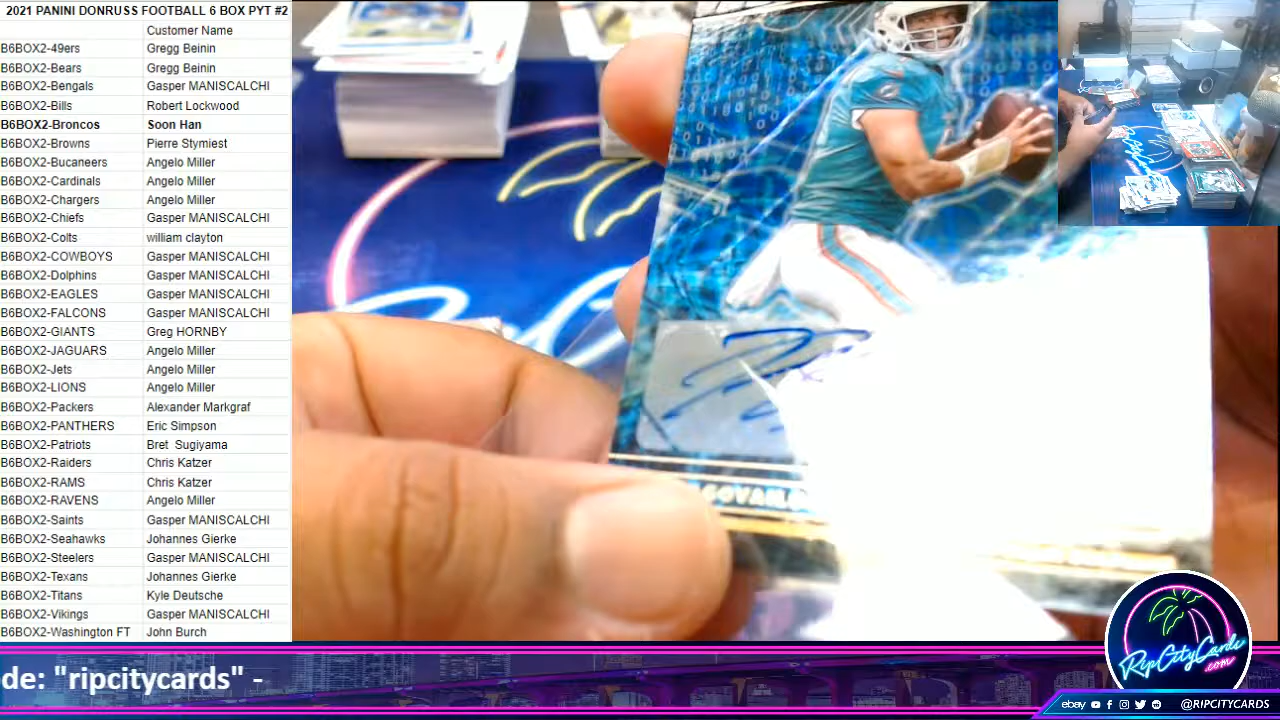 2021 PANINI DONRUSS FOOTBALL 6 BOX PYT #2
Customer Name
B6BOX2-49ers Gregg Beinin
B6BOX2-Bears Gregg Beinin
B6BOX2-Bengals Gasper MANISCALCHI
B6BOX2-Bills Robert Lockwood
B6BOX2-Broncos Soon Han
B6BOX2-Browns Pierre Stymiest
B6BOX2-Bucaneers Angelo Miller
B6BOX2-Cardinals Angelo Miller
B6BOX2-Chargers Angelo Miller
B6BOX2-Chiefs Gasper MANISCALCHI
B6BOX2-Colts william clayton
B6BOX2-COWBOYS Gasper MANISCALCHI
B6BOX2-Dolphins Gasper MANISCALCHI
B6BOX2-EAGLES Gasper MANISCALCHI
B6BOX2-FALCONS Gasper MANISCALCHI
B6BOX2-GIANTS Greg HORNBY
B6BOX2-JAGUARS Angelo Miller
B6BOX2-Jets Angelo Miller
B6BOX2-LIONS Angelo Miller
B6BOX2-Packers Alexander Markgraf
B6BOX2-PANTHERS Eric Simpson
B6BOX2-Patriots Bret Sugiyama
B6BOX2-Raiders Chris Katzer
B6BOX2-RAMS Chris Katzer
B6BOX2-RAVENS Angelo Miller
B6BOX2-Saints Gasper MANISCALCHI
B6BOX2-Seahawks Johannes Gierke
B6BOX2-Steelers Gasper MANISCALCHI
B6BOX2-Texans Johannes Gierke
B6BOX2-Titans Kyle Deutsche
B6BOX2-Vikings Gasper MANISCALCHI
B6BOX2-Washington FT John Burch
de "ripcitycards" -
RipCityCards
.com
ebay @RIPCITYCARDS